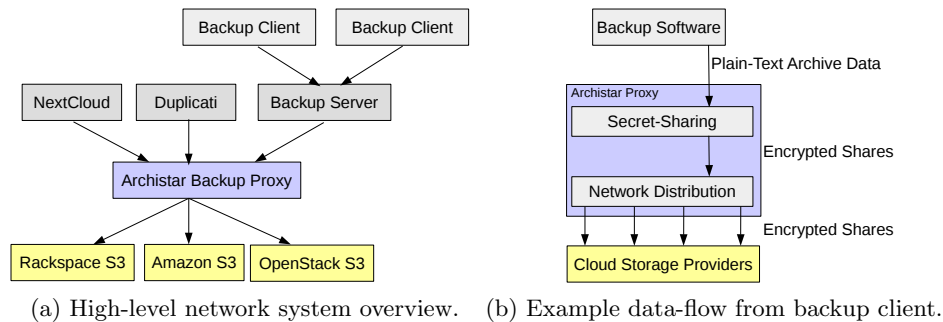 Backup Client
Backup Client
NextCloud
Duplicati
Backup Server
Archistar Backup Proxy
Rackspace S3
Amazon S3
OpenStack S3
(a) High-level network system overview.
Backup Software
Plain-Text Archive Data
Archistar Proxy
Secret-Sharing
Encrypted Shares
Network Distribution
Encrypted Shares
Cloud Storage Providers
(b) Example data-flow from backup client.